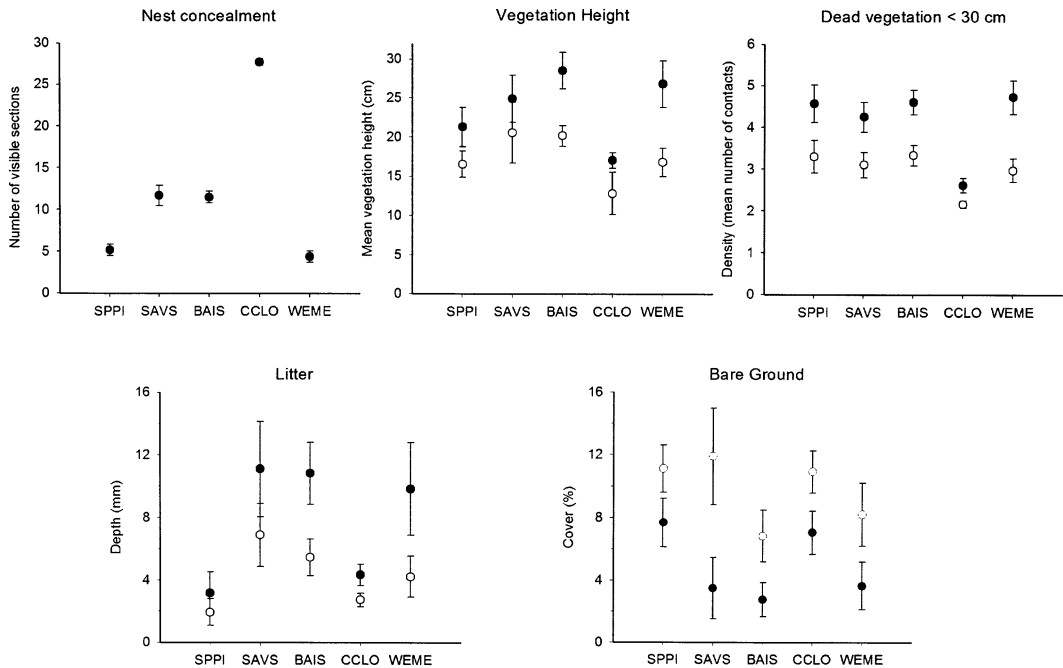 Nest concealment
Number of visible sections
30
25
20
15
10
5
0
SPPI SAVS BAIS CCLO WEME
Vegetation Height
Mean vegetation height (cm)
30
25
20
15
10
5
0
SPPI SAVS BAIS CCLO WEME
Dead vegetation < 30 cm
Density (mean number of contacts)
6
5
4
3
2
1
0
SPPI SAVS BAIS CCLO WEME
Litter
Depth (mm)
16
12
8
4
0
SPPI SAVS BAIS CCLO WEME
Bare Ground
Cover (%)
16
12
8
4
0
SPPI SAVS BAIS CCLO WEME